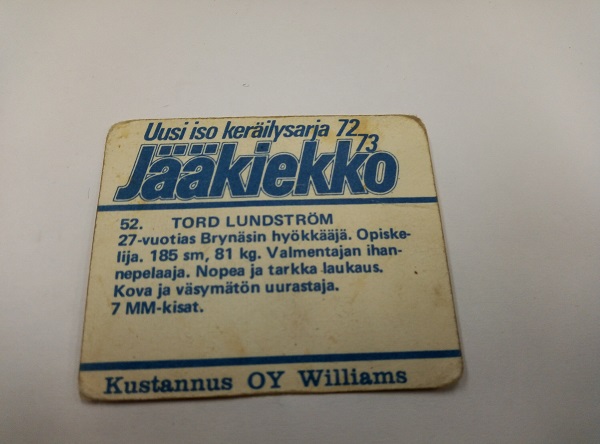 Uusi iso keräilysarja 72
73
Jääkiekko
52. TORD LUNDSTRÖM
27-vuotias Brynäsin hyökkääjä. Opiske-
lija. 185 sm, 81 kg. Valmentajan ihan-
nepelaaja. Nopea ja tarkka laukaus.
Kova ja väsymätön uurastaja.
7 MM-kisat.
Kustannus OY Williams